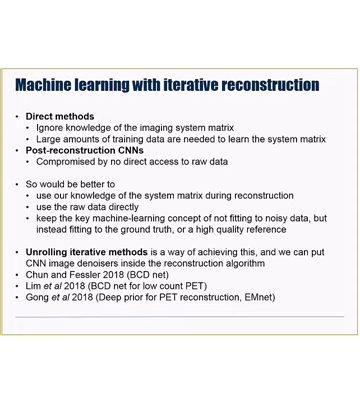 Machine learning with iterative reconstruction
• Direct methods
• Ignore knowledge of the imaging system matrix
• Large amounts of training data are needed to learn the system matrix
• Post-reconstruction CNNs
• Compromised by no direct access to raw data
• So would be better to
• use our knowledge of the system matrix during reconstruction
• use the raw data directly
• keep the key machine-learning concept of not fitting to noisy data, but
instead fitting to the ground truth, or a high quality reference
• Unrolling iterative methods is a way of achieving this, and we can put
CNN image denoisers inside the reconstruction algorithm
• Chun and Fessler 2018 (BCD net)
• Lim et al 2018 (BCD net for low count PET)
• Gong et al 2018 (Deep prior for PET reconstruction, EMnet)